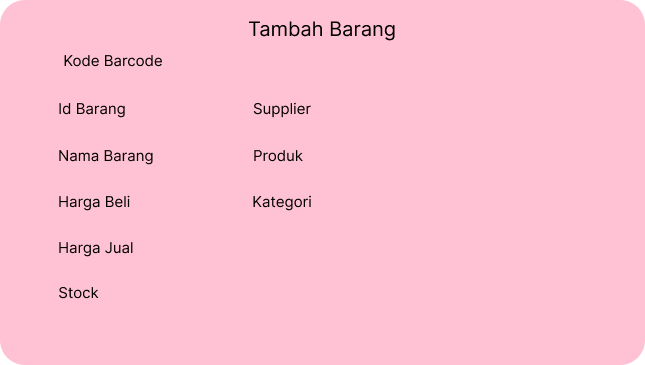 Tambah Barang
Kode Barcode
Id Barang
Supplier
Nama Barang
Produk
Harga Beli
Kategori
Harga Jual
Stock